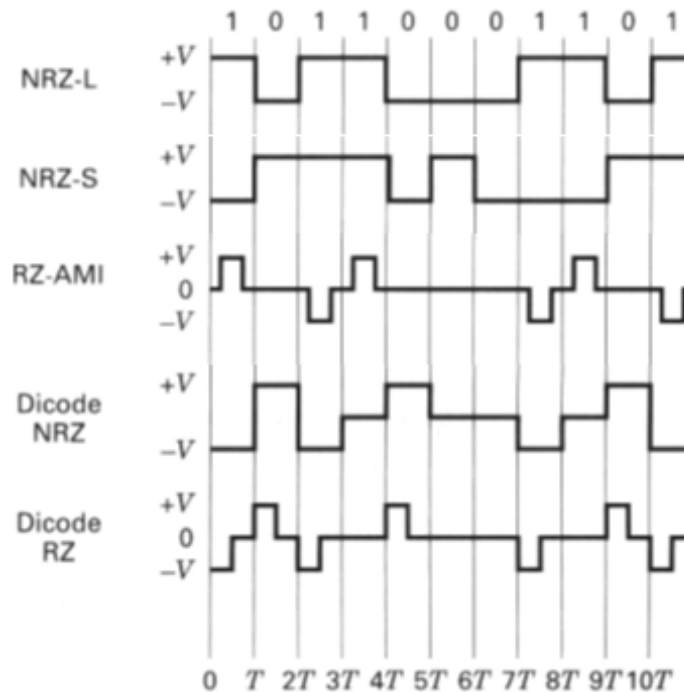 1 0 1 1 0 0 0 1 1 0 1
+V
NRZ-L
−V
+V
NRZ-S
−V
+V
RZ-AMI
0
−V
+V
Dicode
NRZ
−V
+V
Dicode
0
RZ
−V
0 T 2T 3T 4T 5T 6T 7T 8T 9T 10T